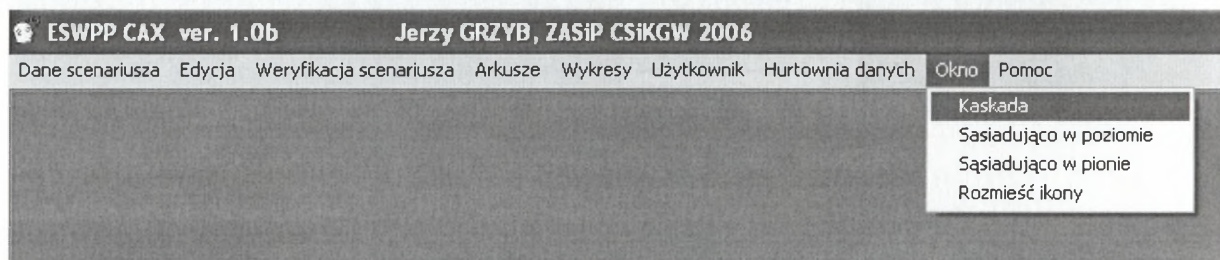 ESWPP CAX ver. 1.0b Jerzy GRZYB, ZASiP CSiKGW 2006
Dane scenariusza Edycja Weryfikacja scenariusza Arkusze Wykresy Użytkownik Hurtownia danych Okno Pomoc
Kaskada
Sasiadująco w poziomie
Sąsiadująco w pionie
Rozmieść ikony